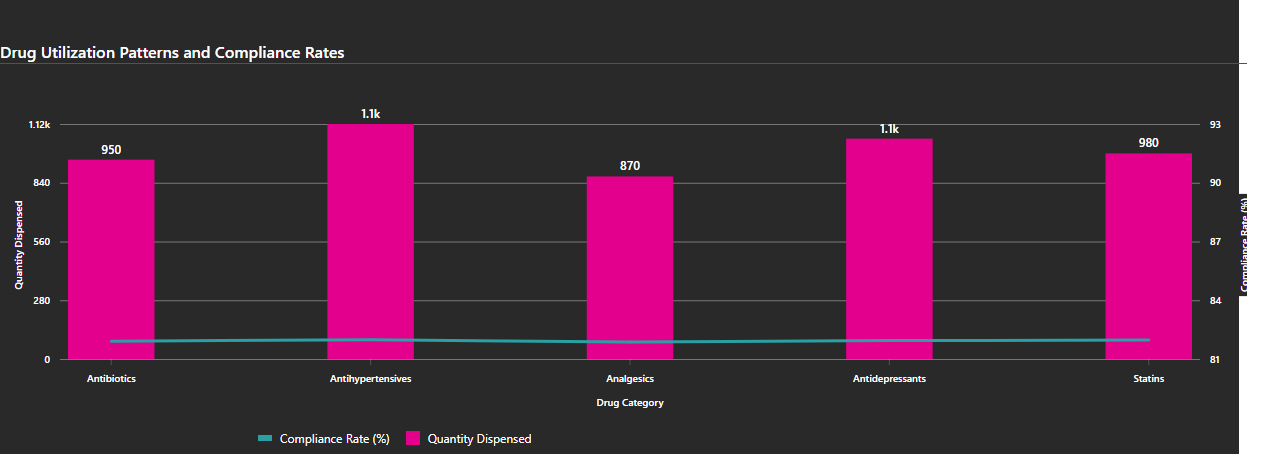 Drug Utilization Patterns and Compliance Rates
1.12k
840
560
280
0
Quantity Dispensed
950
1.1k
870
1.1k
980
93
90
87
84
81
Compliance Rate (%)
Antibiotics
Antihypertensives
Analgesics
Antidepressants
Statins
Drug Category
Compliance Rate (%)
Quantity Dispensed